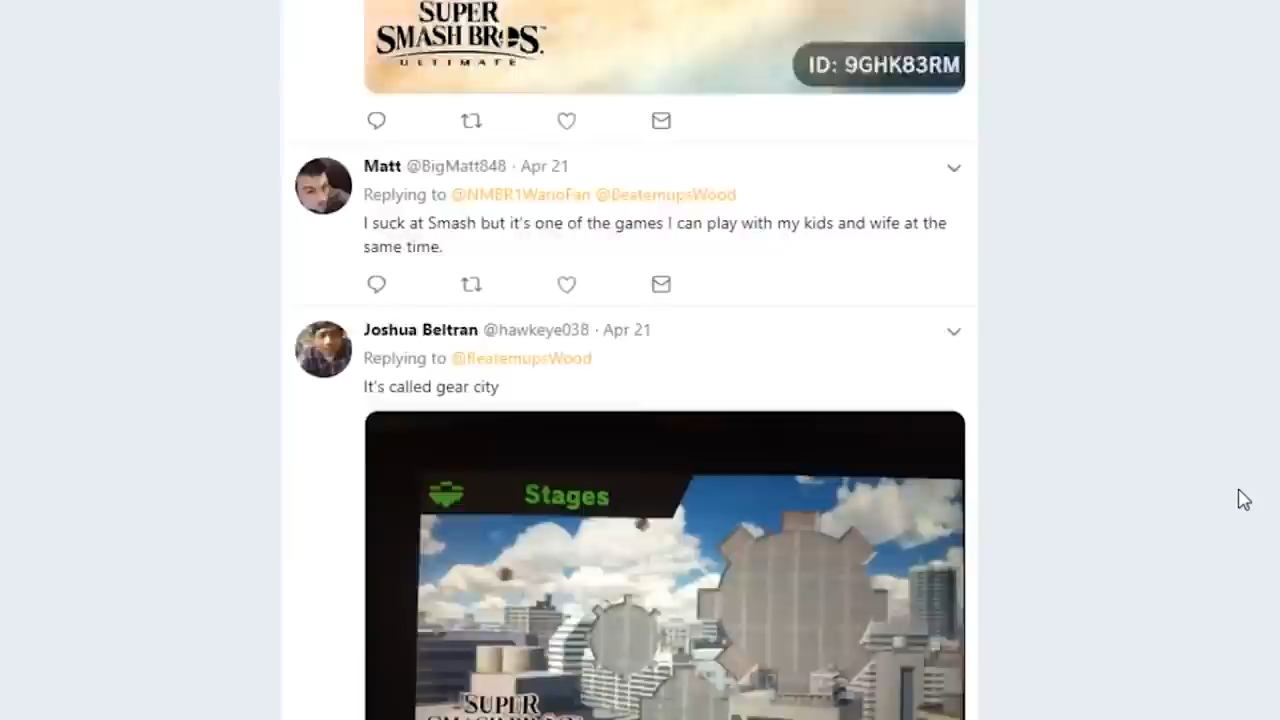 SUPER
SMASH BROS.
ULTIMATE
ID: 9GHK83RM
Matt @BigMatt848 · Apr 21
Replying to @NMBR1WarioFan @BeatemupsWood
I suck at Smash but it's one of the games I can play with my kids and wife at the
same time.
Joshua Beltran @hawkeye038 · Apr 21
Replying to @BeatemupsWood
It's called gear city
Stages
SUPER
SMASH BROS.